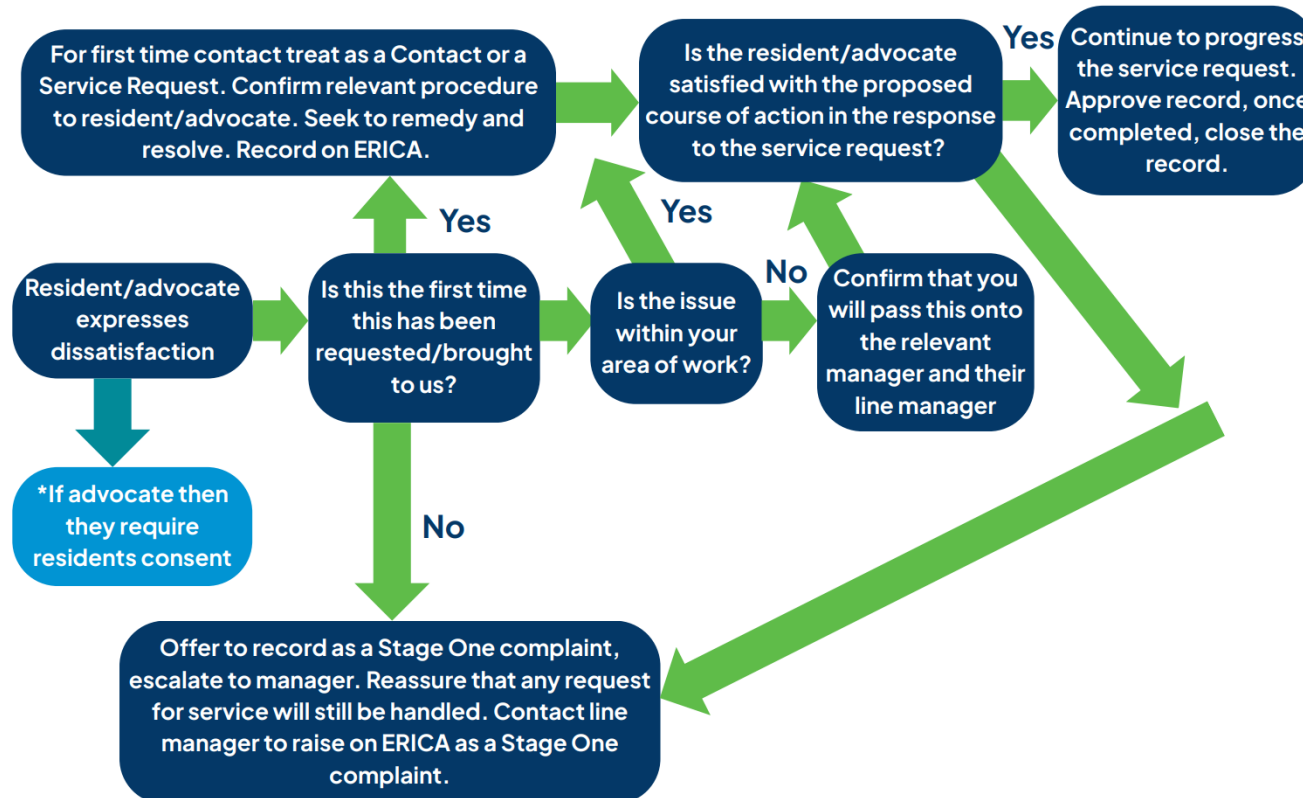 For first time contact treat as a Contact or a
Service Request. Confirm relevant procedure
to resident/advocate. Seek to remedy and
resolve. Record on ERICA.
Is the resident/advocate
satisfied with the proposed
course of action in the response
to the service request?
Yes
Continue to progress
the service request.
Approve record, once
completed, close the
record.
Yes
Yes
Resident/advocate
expresses
dissatisfaction
Is this the first time
this has been
requested/brought
to us?
Is the issue
within your
area of work?
No
Confirm that you
will pass this onto
the relevant
manager and their
line manager
*If advocate then
they require
residents consent
No
Offer to record as a Stage One complaint,
escalate to manager. Reassure that any request
for service will still be handled. Contact line
manager to raise on ERICA as a Stage One
complaint.